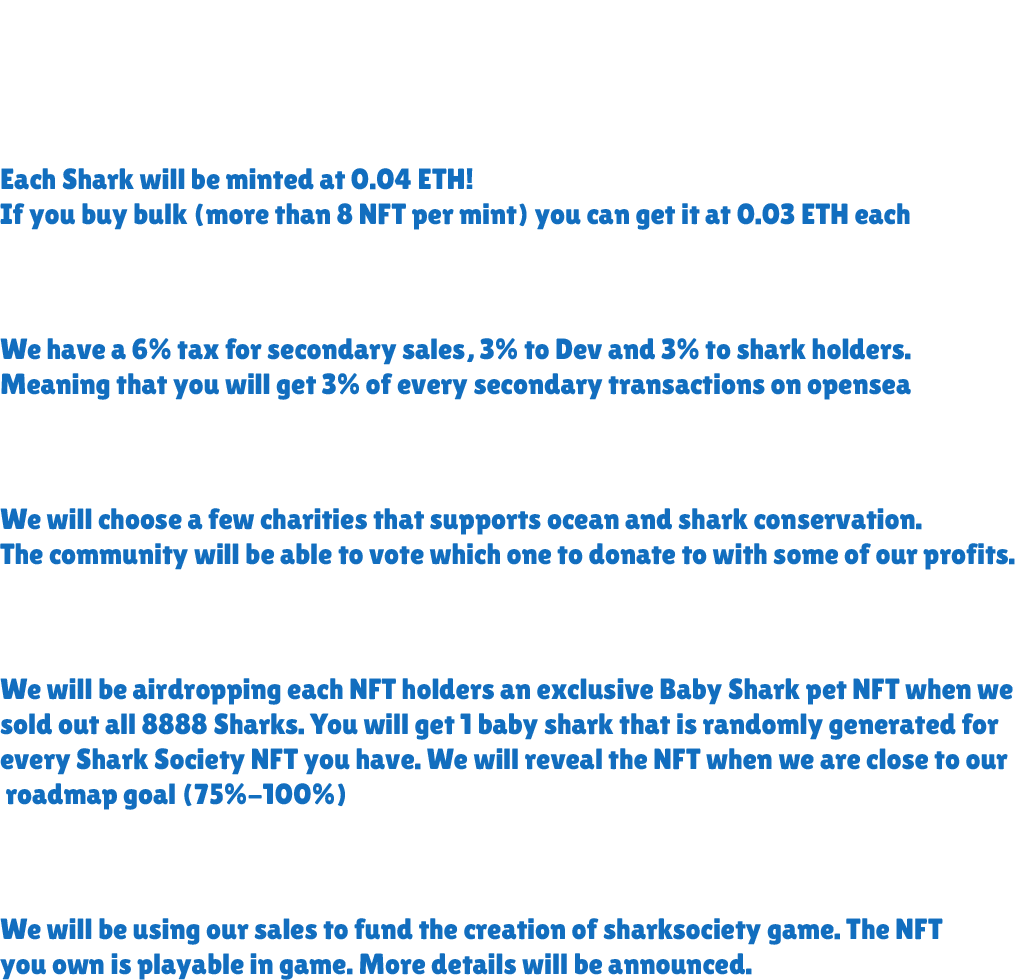 Each Shark will be minted at 0.04 ETH!
If you buy bulk (more than 8 NFT per mint) you can get it at 0.03 ETH each
We have a 6% tax for secondary sales, 3% to Dev and 3% to shark holders.
Meaning that you will get 3% of every secondary transactions on opensea
We will choose a few charities that supports ocean and shark conservation.
The community will be able to vote which one to donate to with some of our profits.
We will be airdropping each NFT holders an exclusive Baby Shark pet NFT when we
sold out all 8888 Sharks. You will get 1 baby shark that is randomly generated for
every Shark Society NFT you have. We will reveal the NFT when we are close to our
roadmap goal (75%-100%)
We will be using our sales to fund the creation of sharksociety game. The NFT
you own is playable in game. More details will be announced.